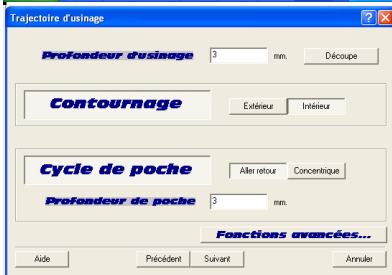 Trajectoire d'usinage
Profondeur d'usinage 3 mm. Découpe
Contournage Extérieur Intérieur
Cycle de poche Aller retour Concentrique
Profondeur de poche 3 mm.
Fonctions avancées...
Aide Précédent Suivant Annuler